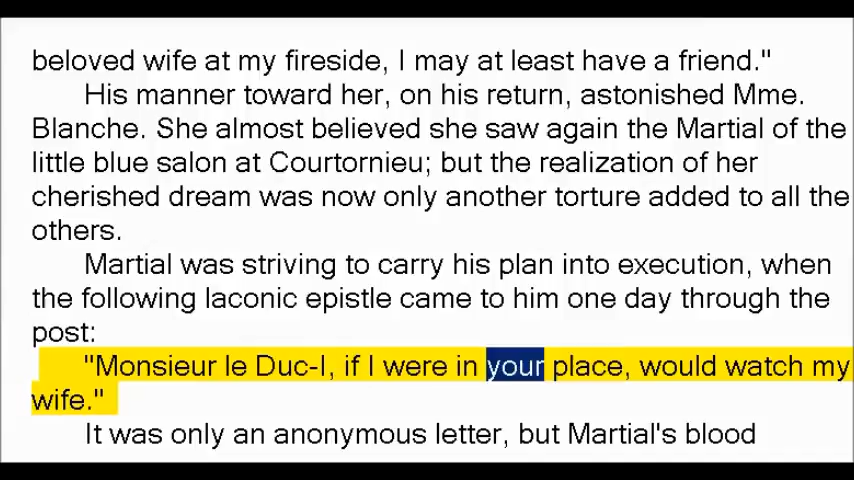 beloved wife at my fireside, I may at least have a friend."
His manner toward her, on his return, astonished Mme.
Blanche. She almost believed she saw again the Martial of the
little blue salon at Courtornieu; but the realization of her
cherished dream was now only another torture added to all the
others.
Martial was striving to carry his plan into execution, when
the following laconic epistle came to him one day through the
post:
"Monsieur le Duc-I, if I were in your place, would watch my
wife."
It was only an anonymous letter, but Martial's blood